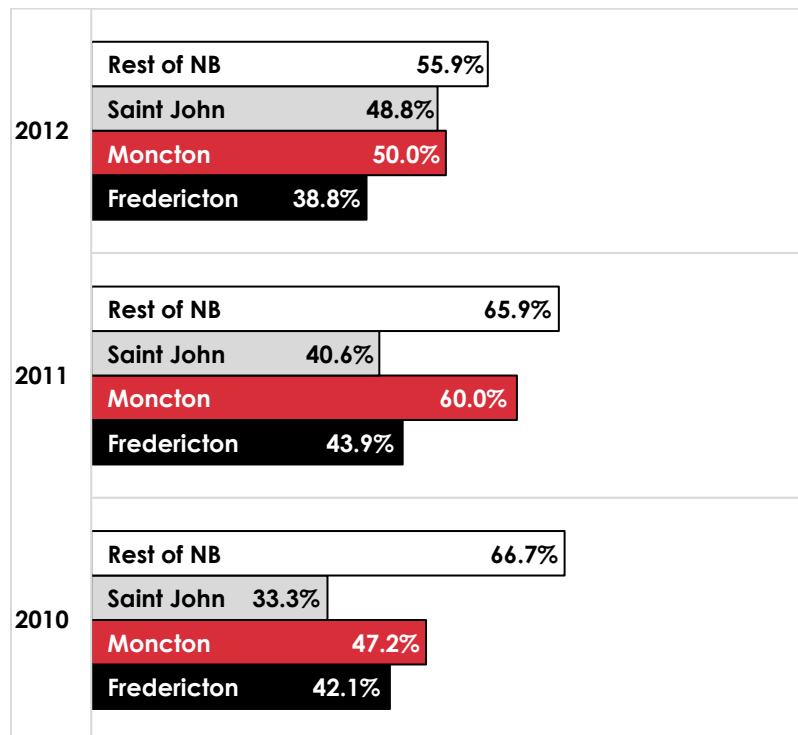 2012
Rest of NB 55.9%
Saint John 48.8%
Moncton 50.0%
Fredericton 38.8%
2011
Rest of NB 65.9%
Saint John 40.6%
Moncton 60.0%
Fredericton 43.9%
2010
Rest of NB 66.7%
Saint John 33.3%
Moncton 47.2%
Fredericton 42.1%